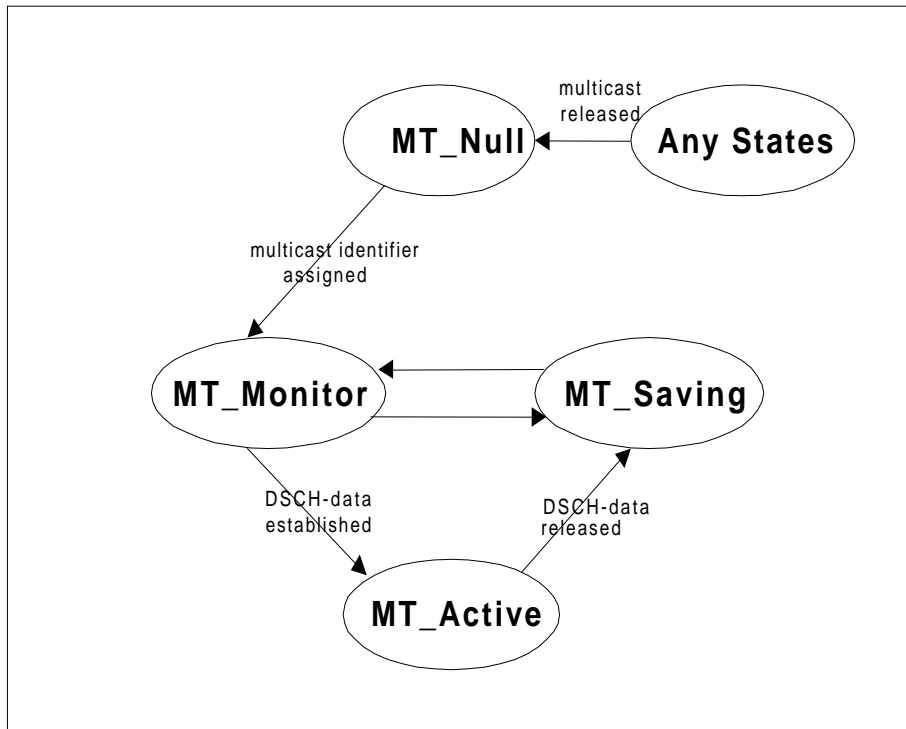 multicast
released
MT_Null
Any States
multicast identifier
assigned
MT_Monitor
MT_Saving
DSCH-data
established
DSCH-data
released
MT_Active